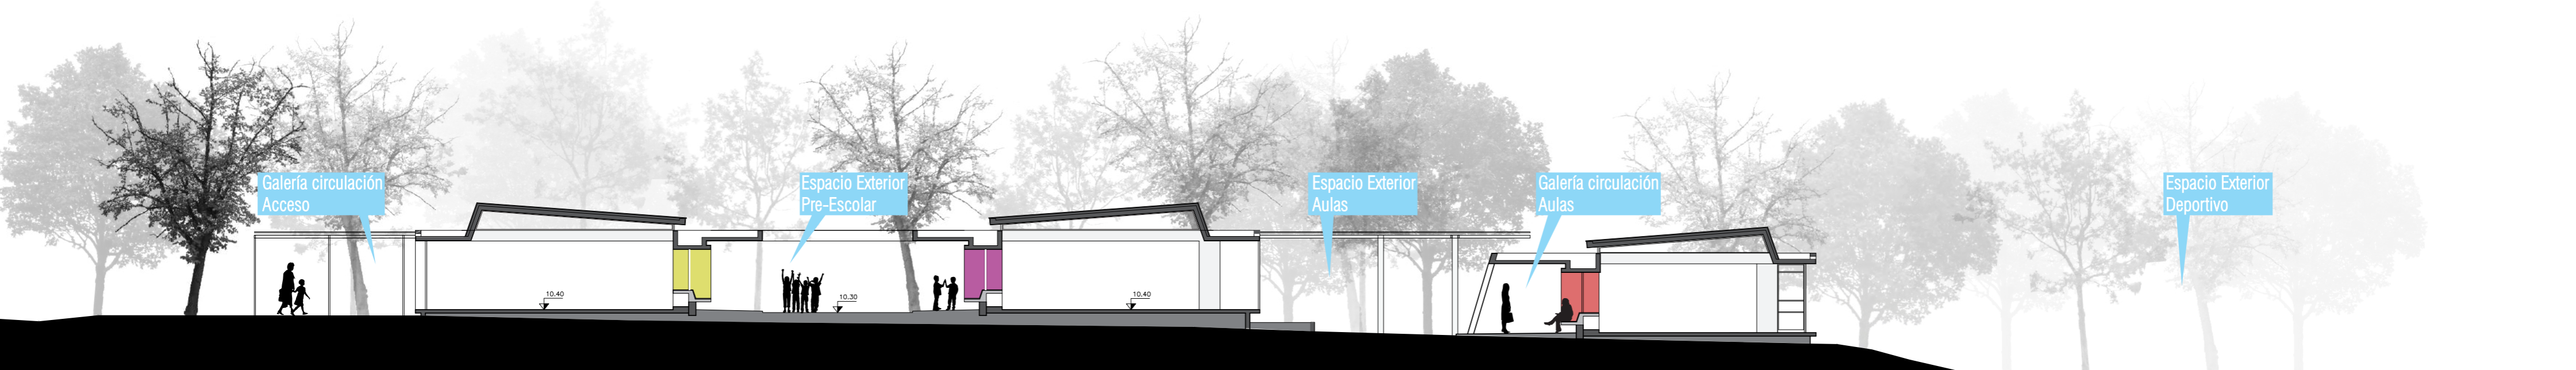 Galería circulación
Acceso
Espacio Exterior
Pre-Escolar
Espacio Exterior
Aulas
Galería circulación
Aulas
Espacio Exterior
Deportivo
10.40
10.30
10.40